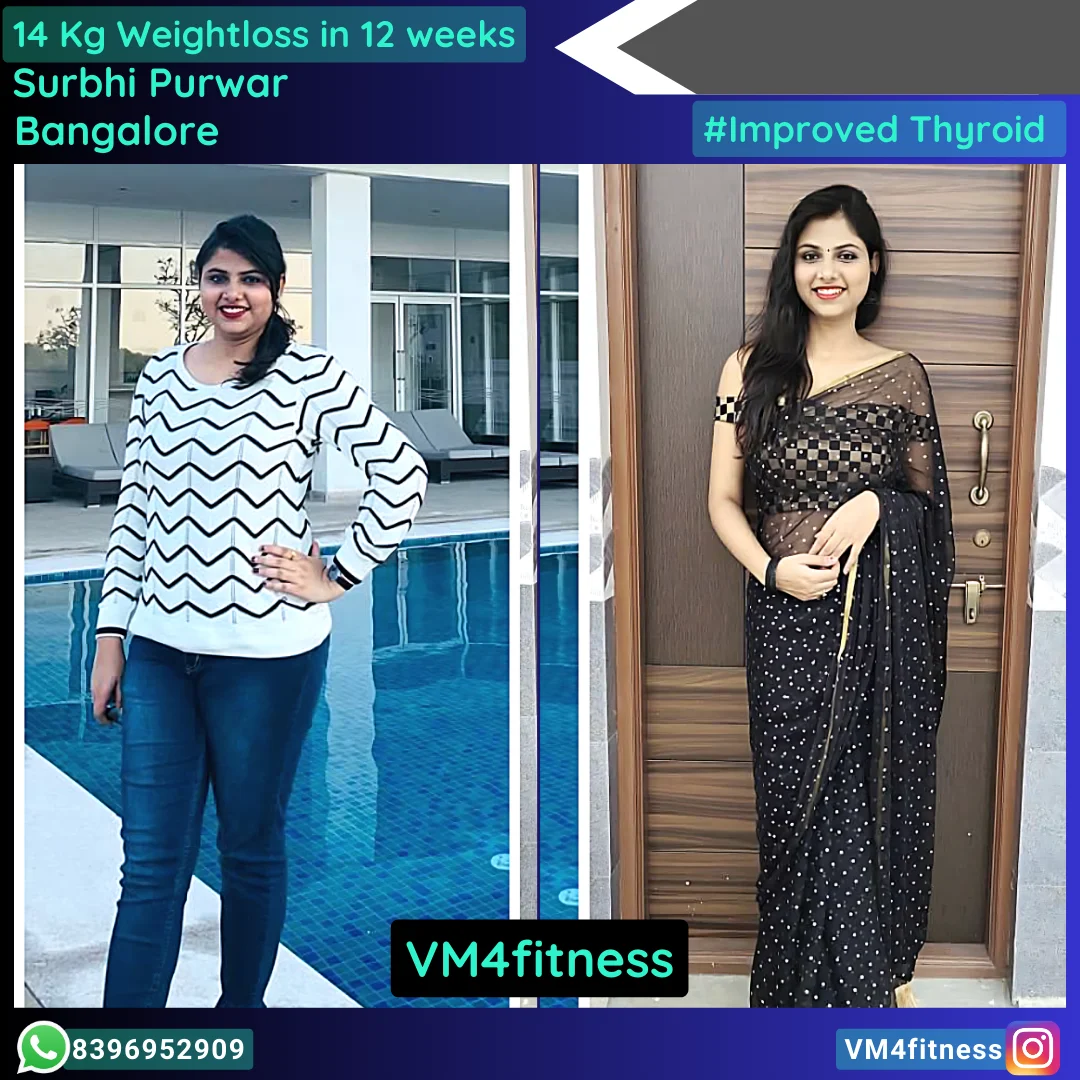 14 Kg Weightloss in 12 weeks
Surbhi Purwar
Bangalore
#Improved Thyroid
VM4fitness
8396952909
VM4fitness